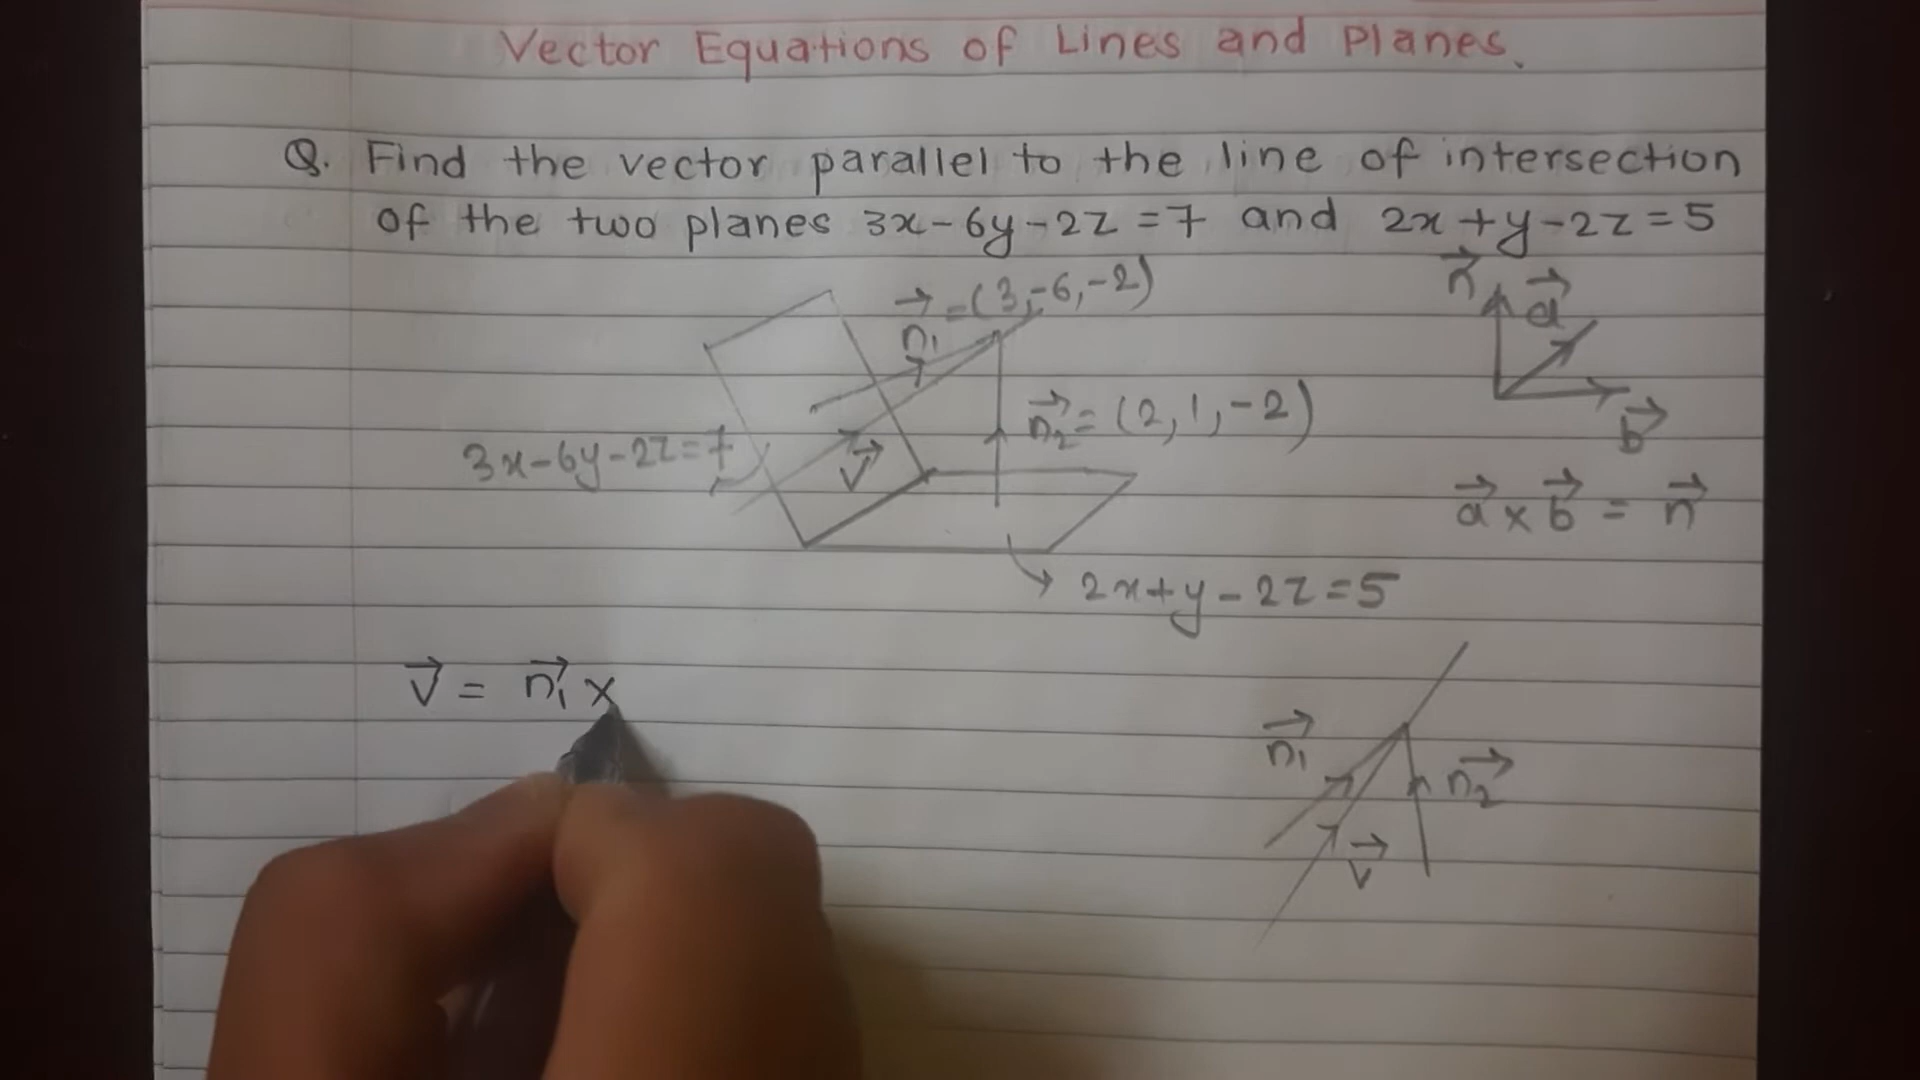 Vector Equations of Lines and Planes.
Q. Find the vector parallel to the line of intersection
of the two planes 3x-6y-2z=7 and 2x+y-2z=5
n₁⃗ =(3,-6,-2)
n⃗
a⃗
n₂⃗ = (2,1,-2)
b⃗
3x-6y-2z=7
v⃗
a⃗ x b⃗ = n⃗
2x+y-2z=5
v⃗ = n₁⃗ x
n₁⃗
n₂⃗
v⃗